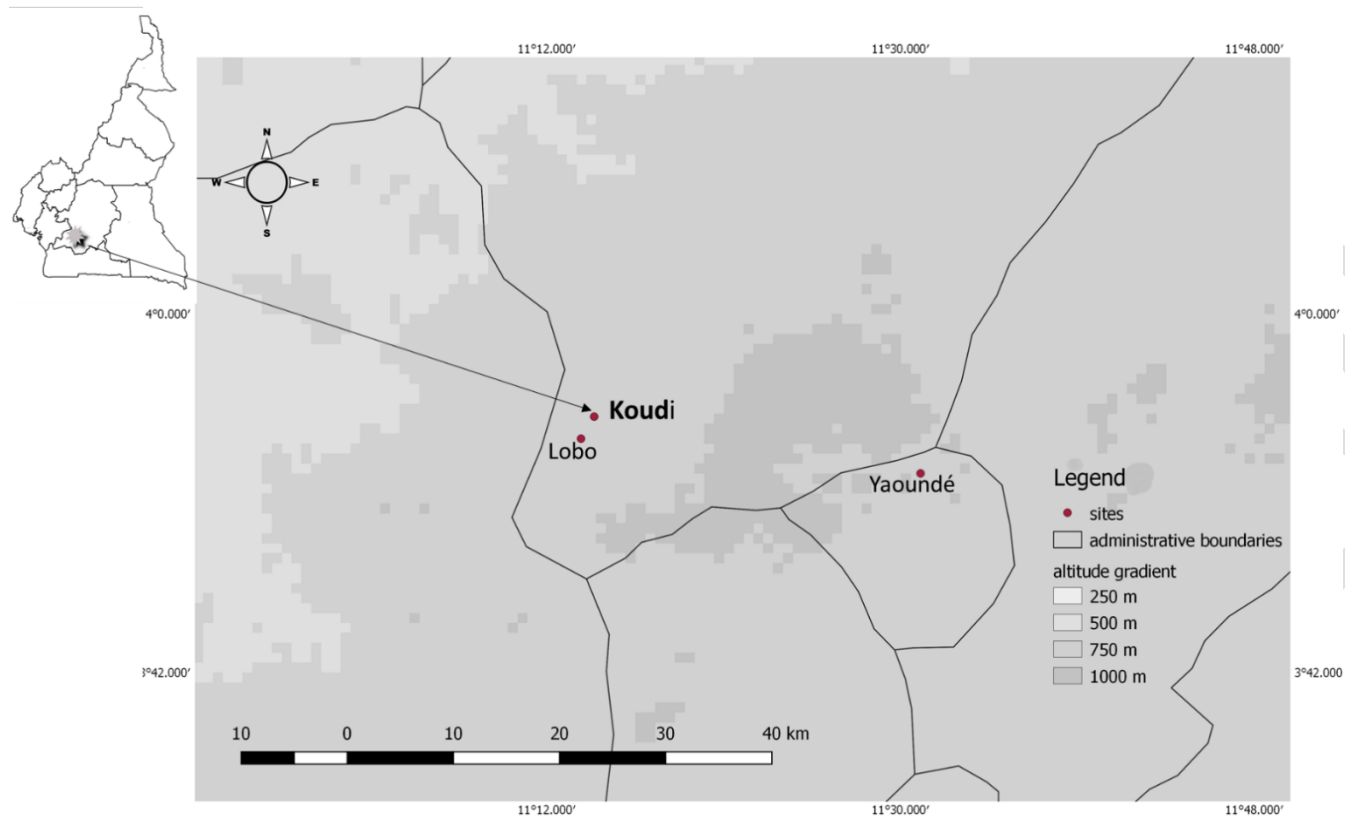 11°12.000′ 11°30.000′ 11°48.000′
N
W E
S
4°0.000′ 4°0.000′
Koudi
Lobo
Yaoundé
Legend
sites
administrative boundaries
altitude gradient
250 m
500 m
750 m
1000 m
3°42.000′ 3°42.000
10 0 10 20 30 40 km
11°12.000′ 11°30.000′ 11°48.000′